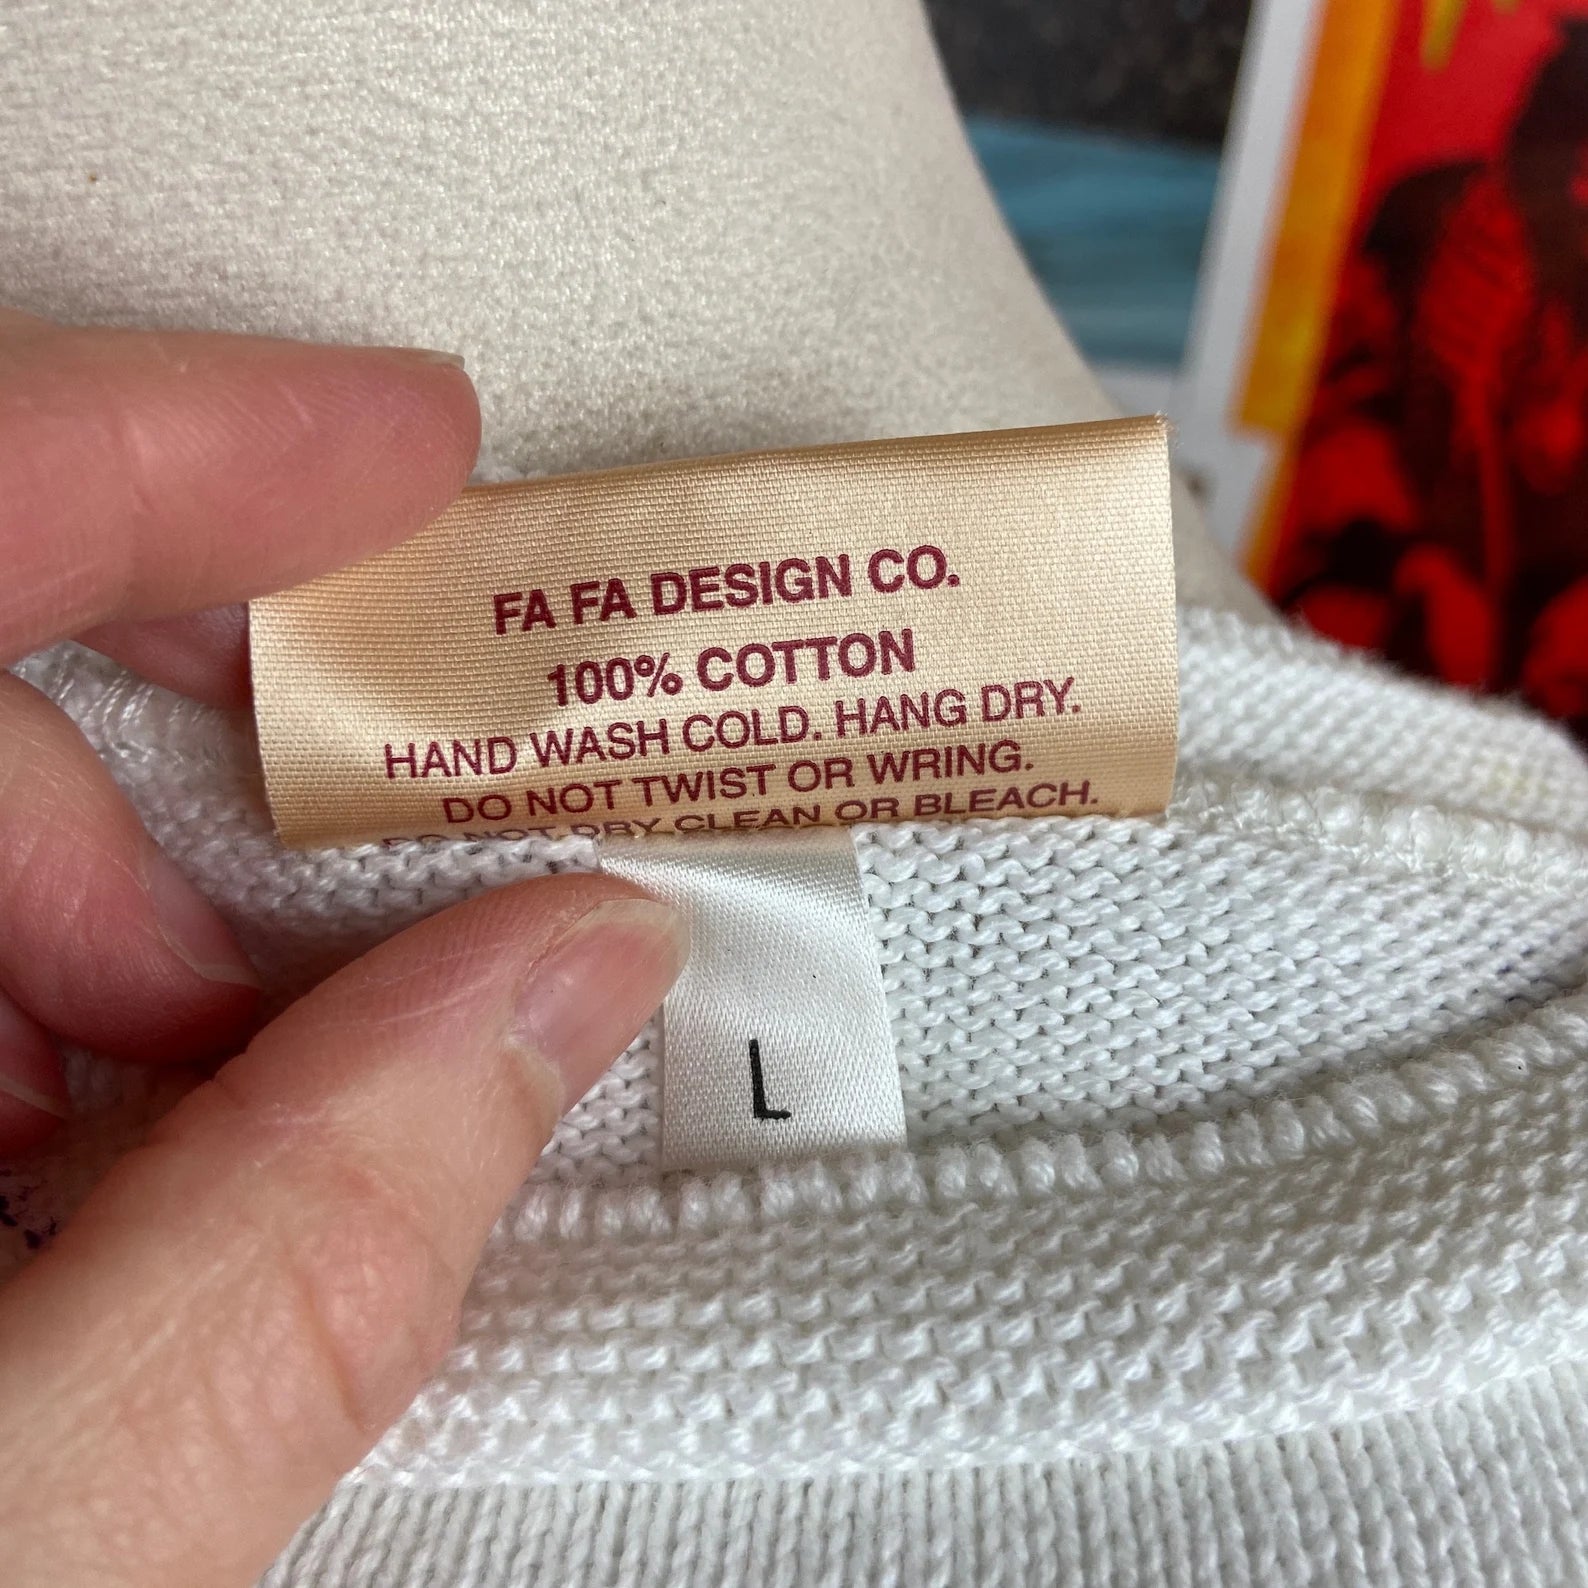 FA FA DESIGN CO.
100% COTTON
HAND WASH COLD. HANG DRY.
DO NOT TWIST OR WRING.
DO NOT DRY CLEAN OR BLEACH.
L